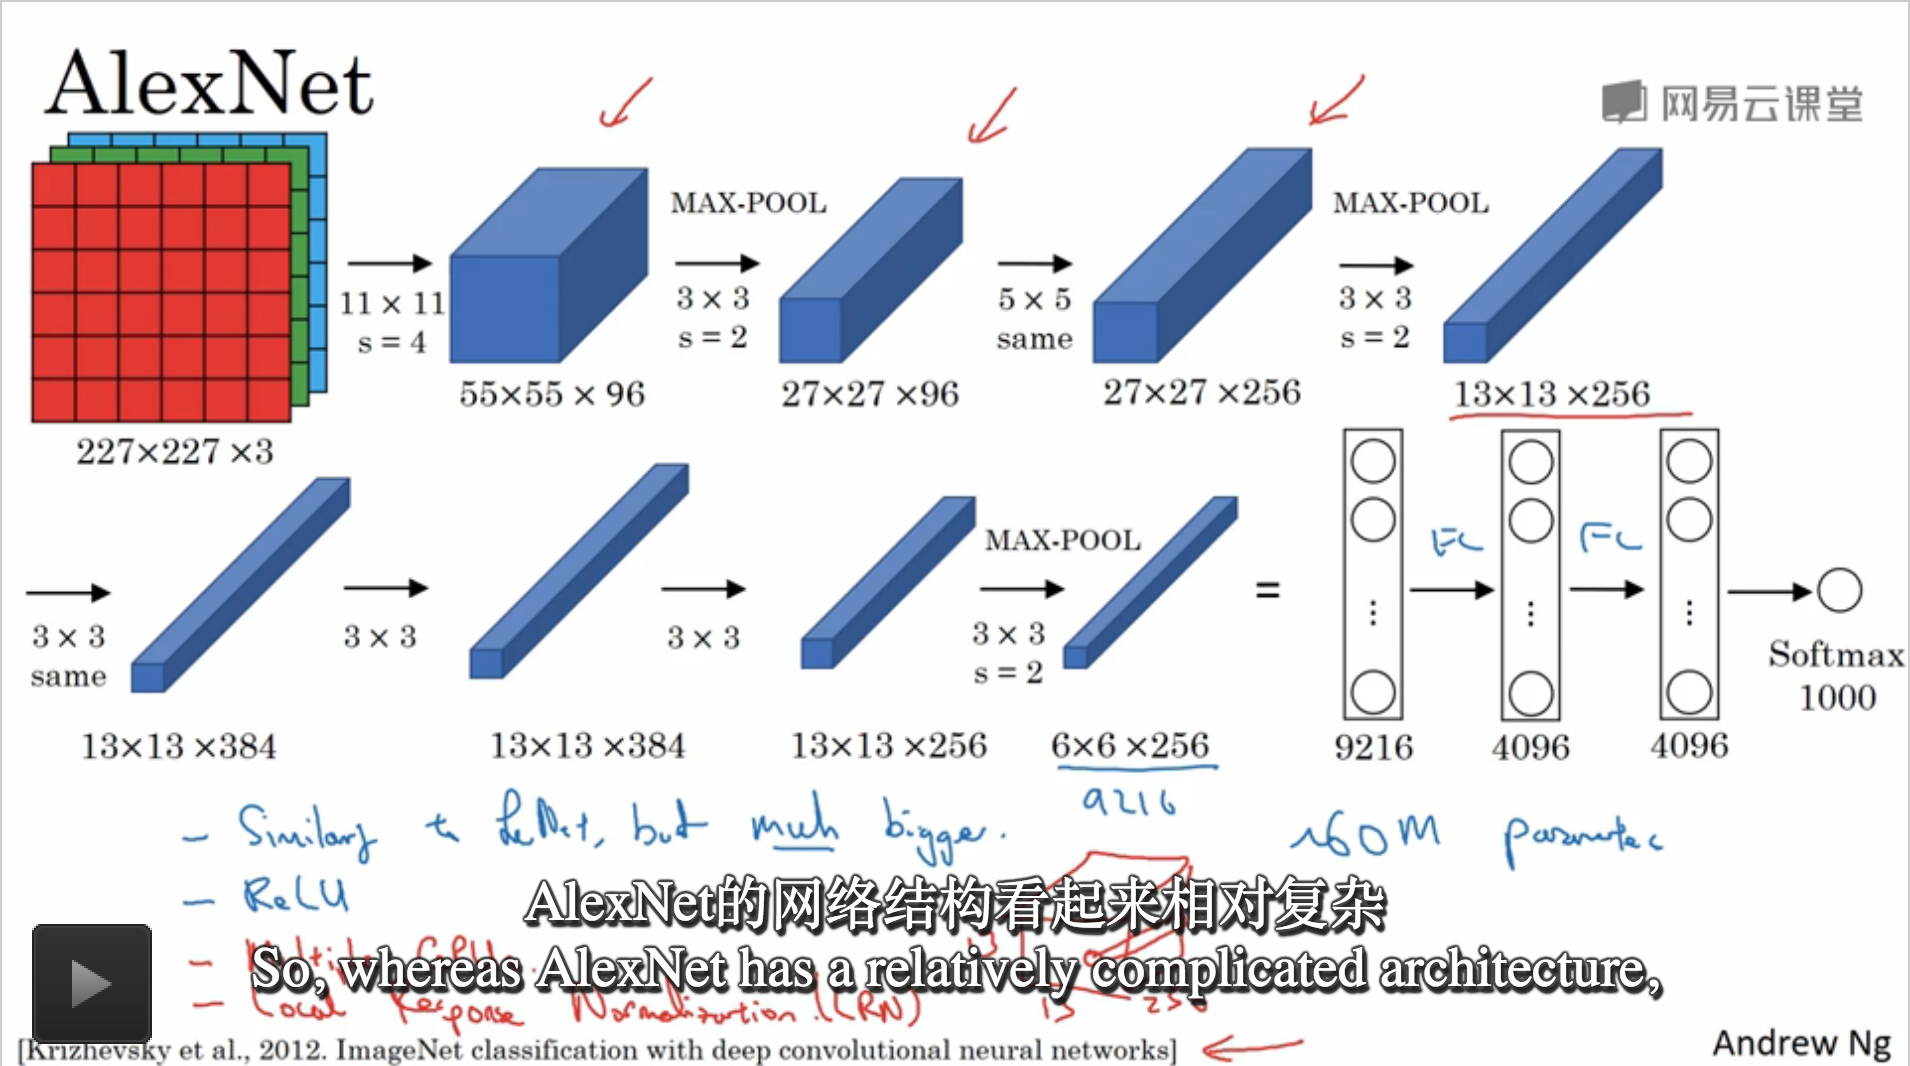 AlexNet
网易云课堂
MAX-POOL
MAX-POOL
11 × 11
s = 4
3 × 3
s = 2
5 × 5
same
3 × 3
s = 2
55×55 × 96
27×27 ×96
27×27 ×256
13×13 ×256
227×227 ×3
MAX-POOL
FC
FC
3 × 3
same
3 × 3
3 × 3
3 × 3
s = 2
=
Softmax
1000
13×13 ×384
13×13 ×384
13×13 ×256
6×6 ×256
9216
4096
4096
9216
- Similar to LeNet, but much bigger.
~60M parameters
- ReLU
AlexNet的网络结构看起来相对复杂
- Multiple GPUs.
13
So, whereas AlexNet has a relatively complicated architecture,
- Local Response Normalization (LRN)
13
256
[Krizhevsky et al., 2012. ImageNet classification with deep convolutional neural networks]
Andrew Ng